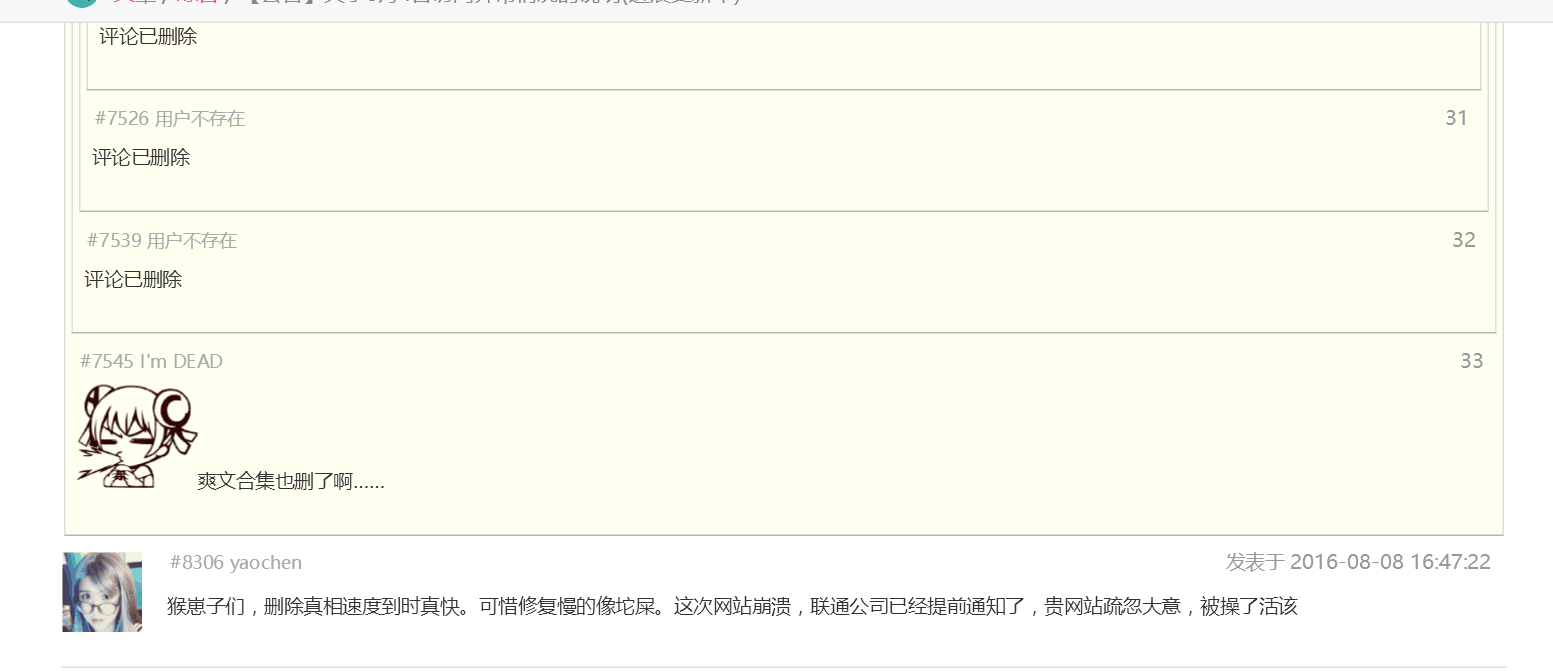 评论已删除
#7526 用户不存在 31
评论已删除
#7539 用户不存在 32
评论已删除
#7545 I'm DEAD 33
爽文合集也删了啊……
#8306 yaochen 发表于 2016-08-08 16:47:22
猴崽子们，删除真相速度到时真快。可惜修复慢的像坨屎。这次网站崩溃，联通公司已经提前通知了，贵网站疏忽大意，被操了活该